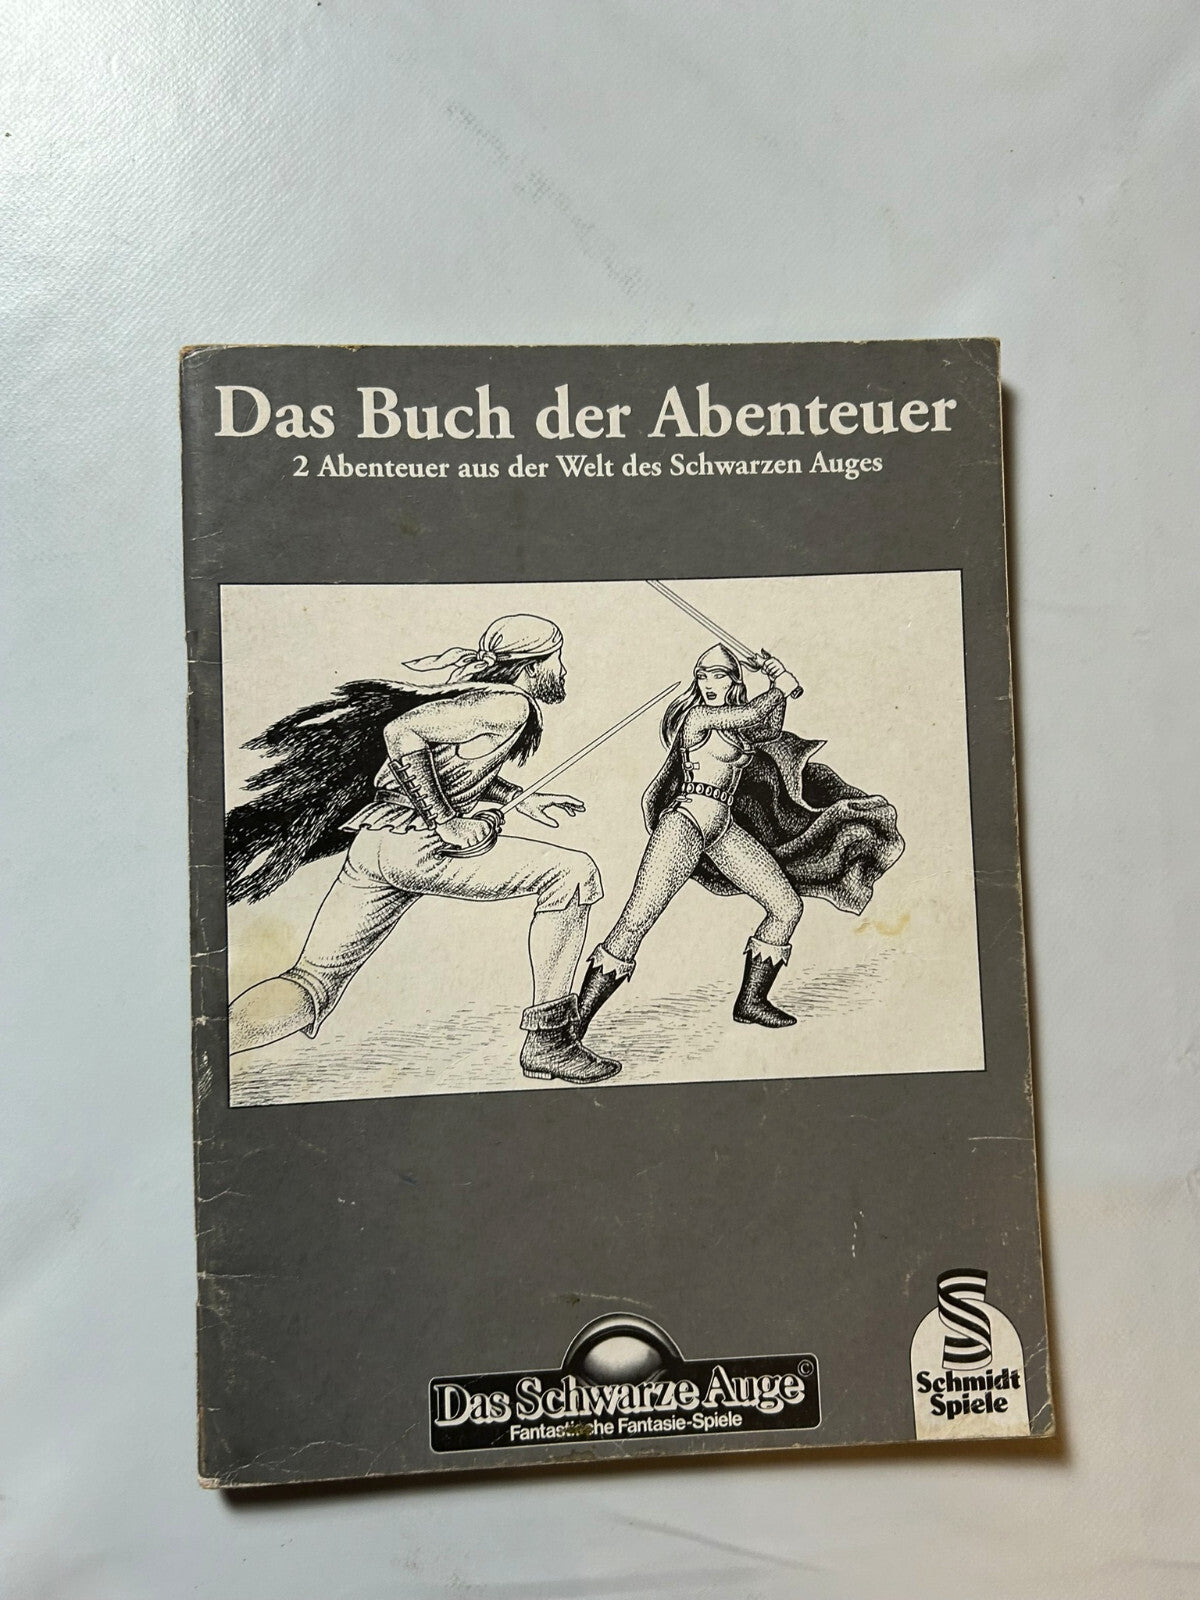 Das Buch der Abenteuer
2 Abenteuer aus der Welt des Schwarzen Auges
Das Schwarze Auge ©
Fantastische Fantasie-Spiele
Schmidt
Spiele